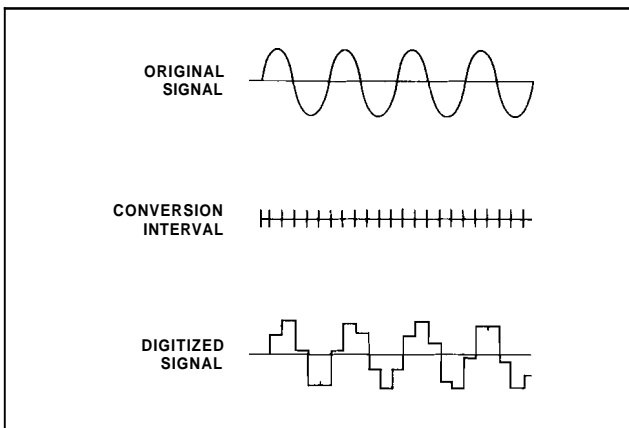 ORIGINAL
SIGNAL
CONVERSION
INTERVAL
DIGITIZED
SIGNAL